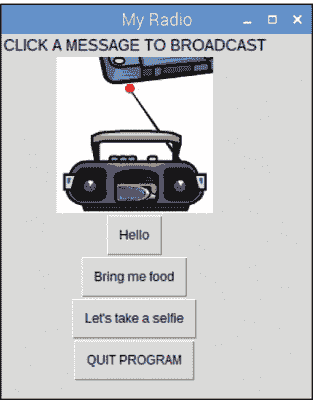 My Radio
CLICK A MESSAGE TO BROADCAST
Hello
Bring me food
Let's take a selfie
QUIT PROGRAM